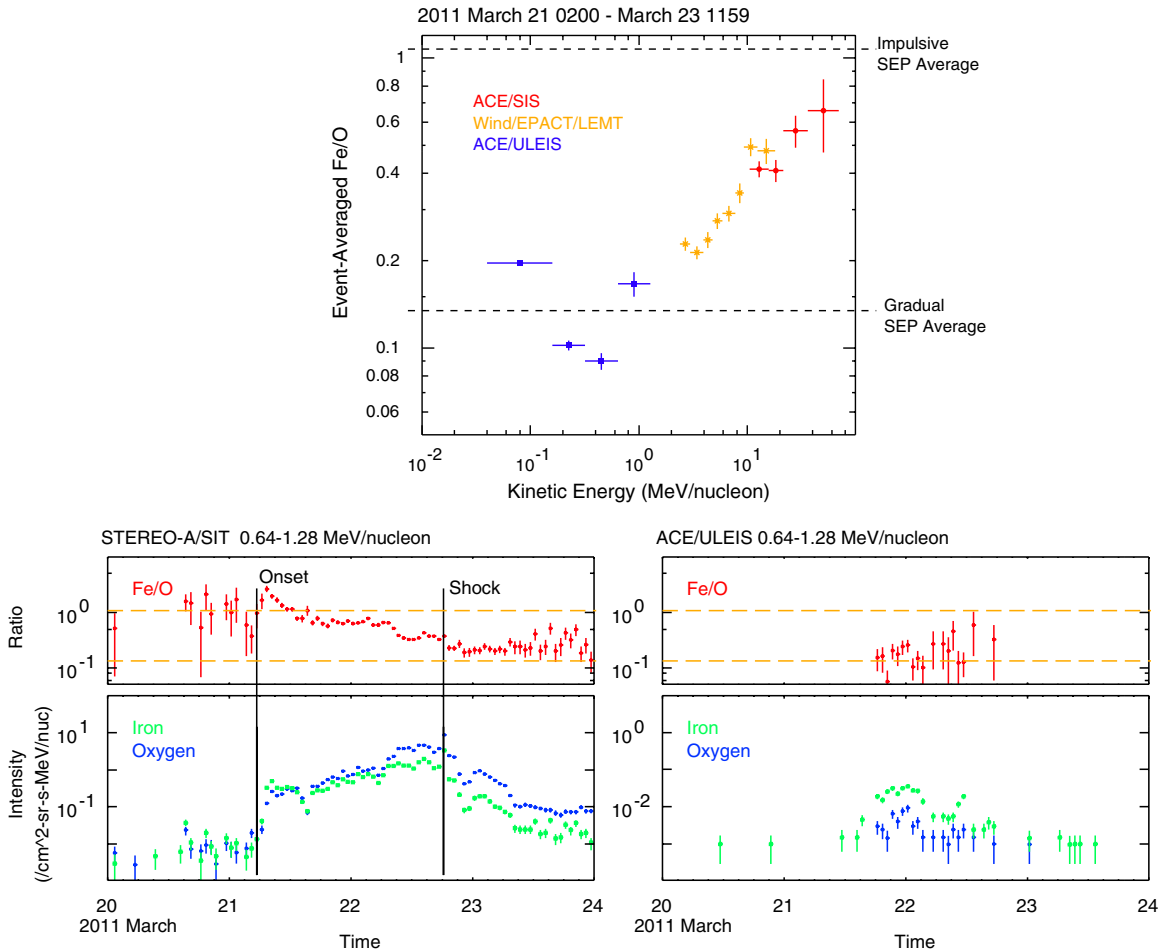 2011 March 21 0200 - March 23 1159
Impulsive
SEP Average
ACE/SIS
Wind/EPACT/LEMT
ACE/ULEIS
Gradual
SEP Average
Event-Averaged Fe/O
1
0.8
0.6
0.4
0.2
0.1
0.08
0.06
10^-2
10^-1
10^0
10^1
Kinetic Energy (MeV/nucleon)
STEREO-A/SIT 0.64-1.28 MeV/nucleon
Fe/O
Onset
Shock
Ratio
10^0
10^-1
Iron
Oxygen
Intensity
(/cm^2-sr-s-MeV/nuc)
10^1
10^-1
20
21
22
23
24
2011 March
Time
ACE/ULEIS 0.64-1.28 MeV/nucleon
Fe/O
10^0
10^-1
Iron
Oxygen
10^0
10^-2
20
21
22
23
24
2011 March
Time